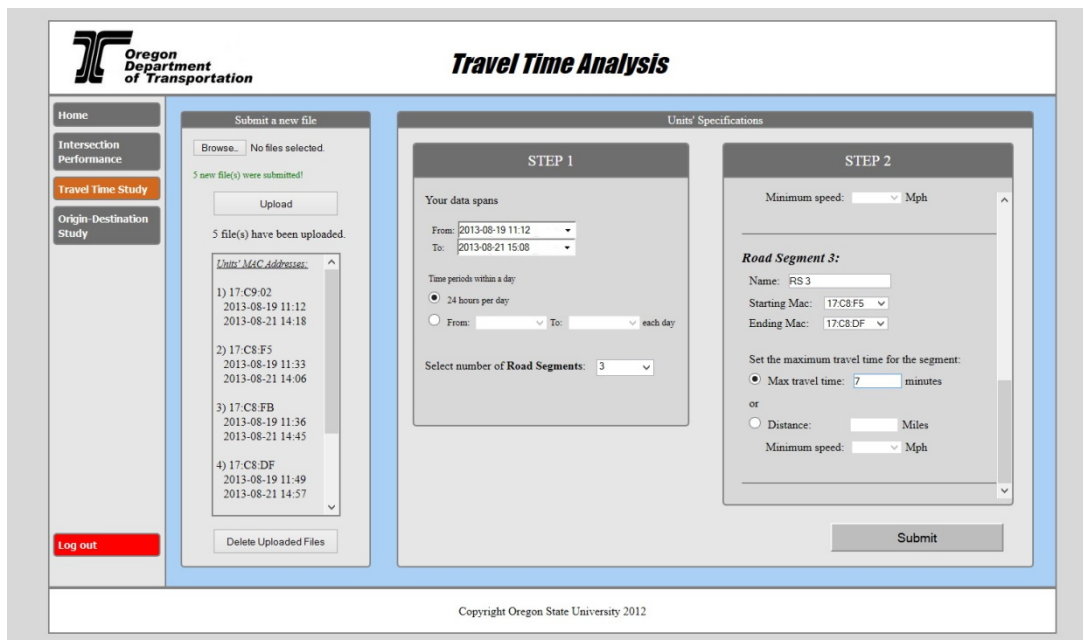 Oregon
Department
of Transportation
Travel Time Analysis
Home
Intersection
Performance
Travel Time Study
Origin-Destination
Study
Log out
Submit a new file
Browse.. No files selected.
5 new file(s) were submitted!
Upload
5 file(s) have been uploaded.
Units' MAC Addresses:
1) 17:C9:02
2013-08-19 11:12
2013-08-21 14:18
2) 17:C8:F5
2013-08-19 11:33
2013-08-21 14:06
3) 17:C8:FB
2013-08-19 11:36
2013-08-21 14:45
4) 17:C8:DF
2013-08-19 11:49
2013-08-21 14:57
Delete Uploaded Files
Units' Specifications
STEP 1
Your data spans
From: 2013-08-19 11:12
To: 2013-08-21 15:08
Time periods within a day
24 hours per day
From: To: each day
Select number of Road Segments: 3
STEP 2
Minimum speed: Mph
Road Segment 3:
Name: RS 3
Starting Mac: 17:C8:F5
Ending Mac: 17:C8:DF
Set the maximum travel time for the segment:
Max travel time: 7 minutes
or
Distance: Miles
Minimum speed: Mph
Submit
Copyright Oregon State University 2012